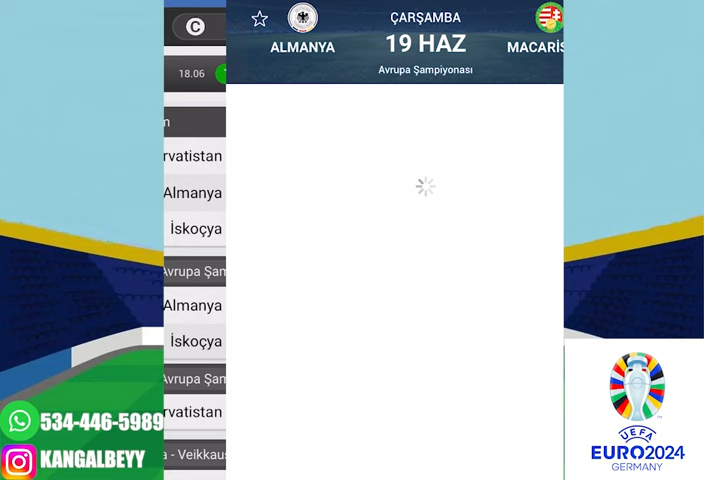 C
18.06
ÇARŞAMBA
ALMANYA
19 HAZ
MACARİS
Avrupa Şampiyonası
m
rvatistan
Almanya
İskoçya
Avrupa Şam
Almanya
İskoçya
Avrupa Şam
rvatistan
a - Veikkaus
534-446-5989
KANGALBEYY
UEFA
EURO2024
GERMANY